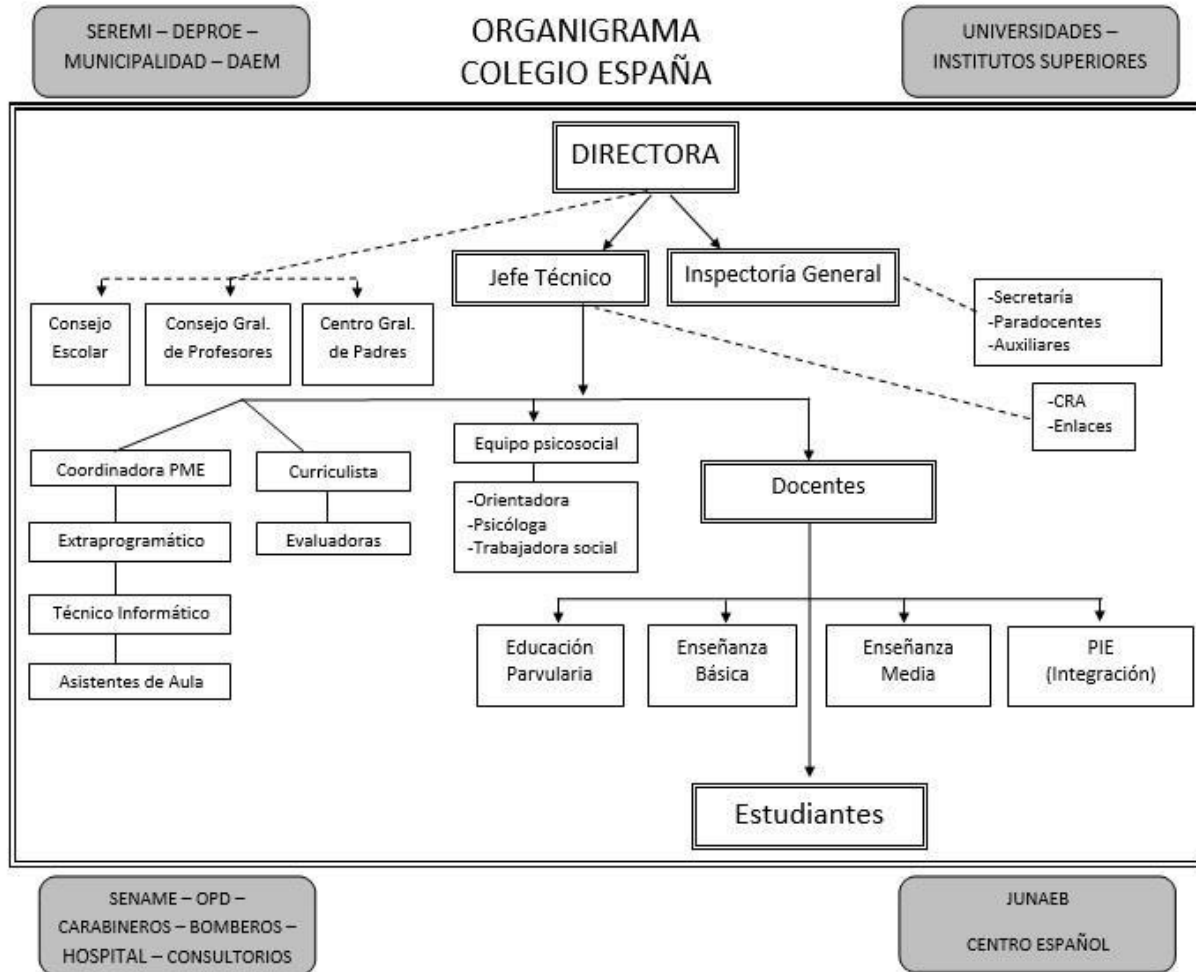 SEREMI – DEPROE –
MUNICIPALIDAD – DAEM
ORGANIGRAMA
COLEGIO ESPAÑA
UNIVERSIDADES –
INSTITUTOS SUPERIORES
DIRECTORA
Jefe Técnico
Inspectoría General
Consejo
Escolar
Consejo Gral.
de Profesores
Centro Gral.
de Padres
-Secretaría
-Paradocentes
-Auxiliares
-CRA
-Enlaces
Coordinadora PME
Curriculista
Equipo psicosocial
Docentes
-Orientadora
-Psicóloga
-Trabajadora social
Extraprogramático
Evaluadoras
Técnico Informático
Asistentes de Aula
Educación
Parvularia
Enseñanza
Básica
Enseñanza
Media
PIE
(Integración)
Estudiantes
SENAME – OPD –
CARABINEROS – BOMBEROS –
HOSPITAL – CONSULTORIOS
JUNAEB
CENTRO ESPAÑOL